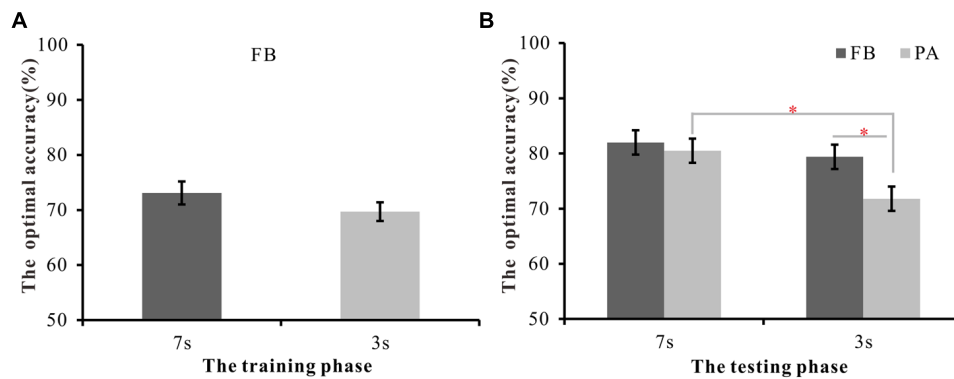 A
The optimal accuracy(%)
FB
100
90
80
70
60
50
7s 3s
The training phase
B
The optimal accuracy(%)
FB PA
100
90
80
70
60
50
*
*
7s 3s
The testing phase